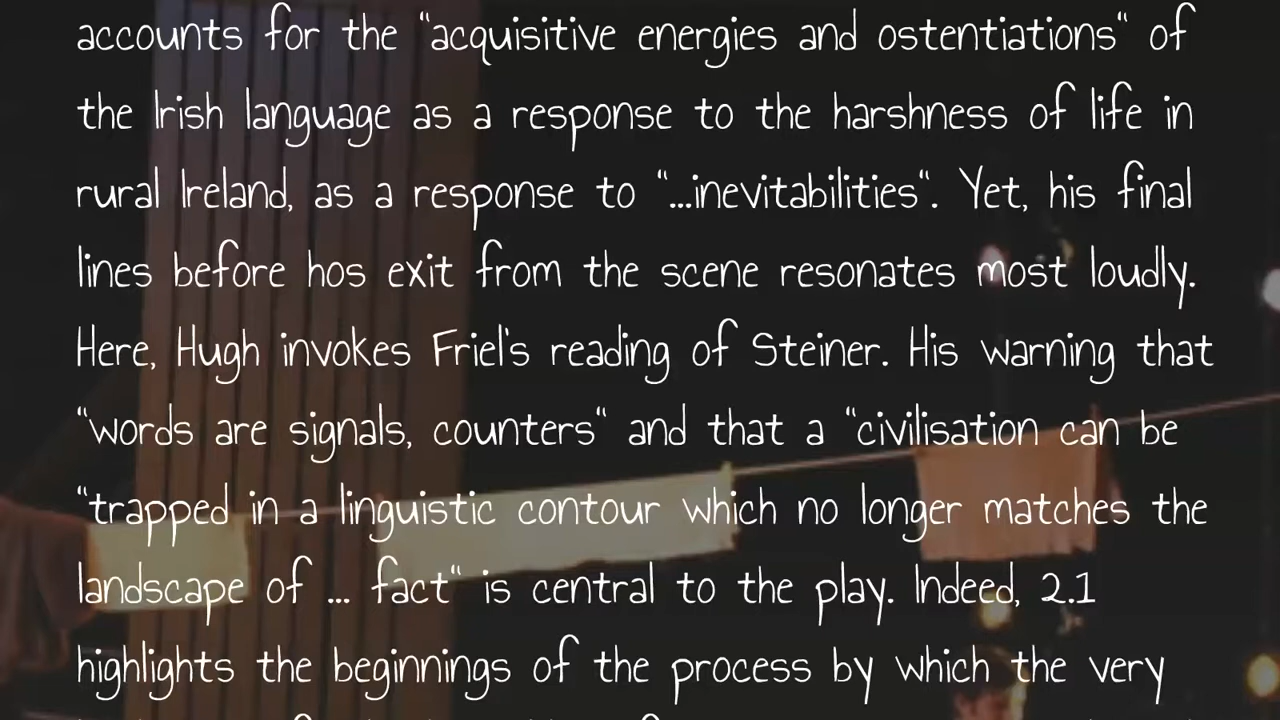 accounts for the "acquisitive energies and ostentiations" of
the Irish language as a response to the harshness of life in
rural Ireland, as a response to "...inevitabilities". Yet, his final
lines before hos exit from the scene resonates most loudly.
Here, Hugh invokes Friel's reading of Steiner. His warning that
"words are signals, counters" and that a "civilisation can be
"trapped in a linguistic contour which no longer matches the
landscape of ... fact" is central to the play. Indeed, 2.1
highlights the beginnings of the process by which the very